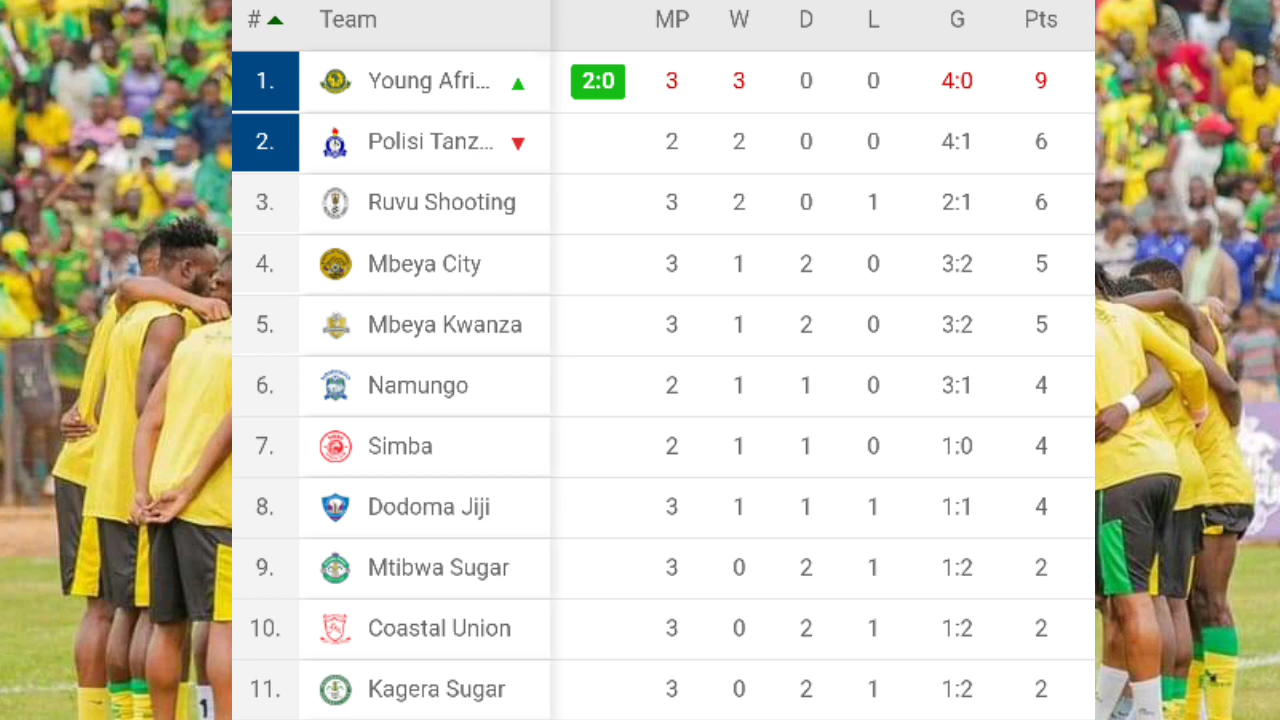 # Team MP W D L G Pts
1. Young Afri... 2:0 3 3 0 0 4:0 9
2. Polisi Tanz... 2 2 0 0 4:1 6
3. Ruvu Shooting 3 2 0 1 2:1 6
4. Mbeya City 3 1 2 0 3:2 5
5. Mbeya Kwanza 3 1 2 0 3:2 5
6. Namungo 2 1 1 0 3:1 4
7. Simba 2 1 1 0 1:0 4
8. Dodoma Jiji 3 1 1 1 1:1 4
9. Mtibwa Sugar 3 0 2 1 1:2 2
10. Coastal Union 3 0 2 1 1:2 2
11. Kagera Sugar 3 0 2 1 1:2 2